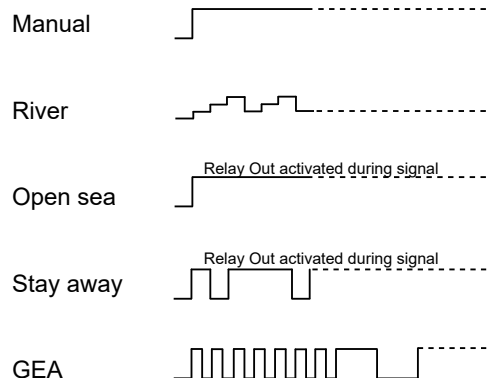 Manual
River
Relay Out activated during signal
Open sea
Relay Out activated during signal
Stay away
GEA